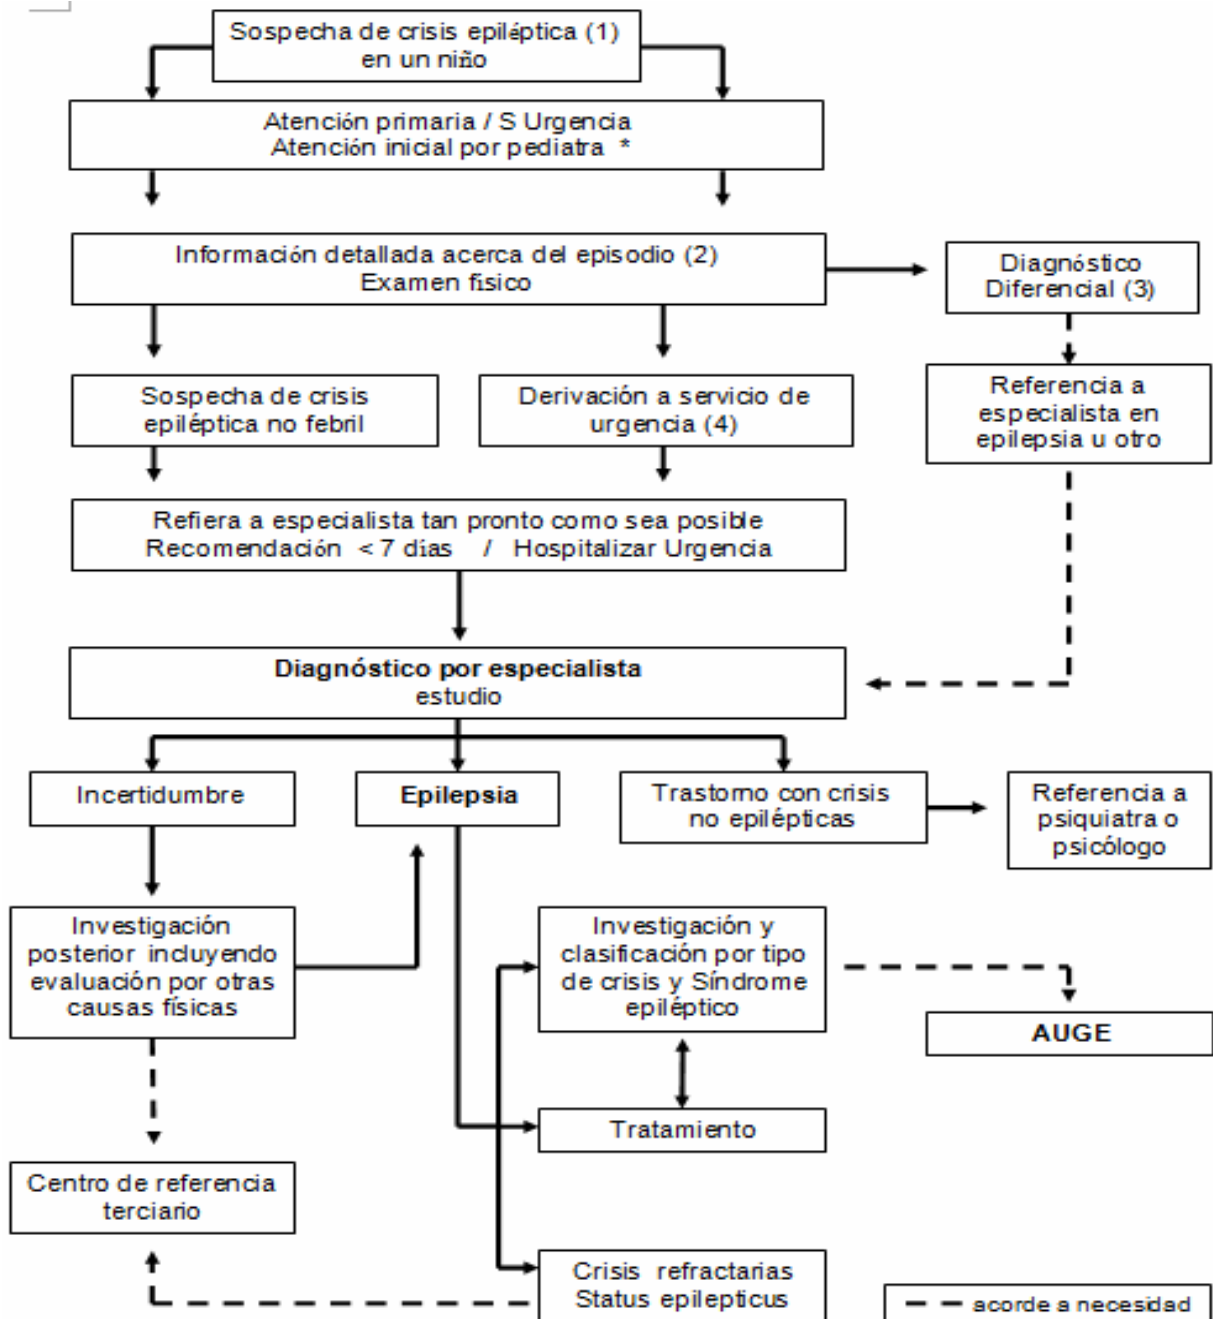 Sospecha de crisis epiléptica (1)
en un niño
Atención primaria / S Urgencia
Atención inicial por pediatra *
Información detallada acerca del episodio (2)
Examen físico
Diagnóstico
Diferencial (3)
Sospecha de crisis
epiléptica no febril
Derivación a servicio de
urgencia (4)
Referencia a
especialista en
epilepsia u otro
Refiera a especialista tan pronto como sea posible
Recomendación < 7 días / Hospitalizar Urgencia
Diagnóstico por especialista
estudio
Incertidumbre
Epilepsia
Trastorno con crisis
no epilépticas
Referencia a
psiquiatra o
psicólogo
Investigación
posterior incluyendo
evaluación por otras
causas físicas
Investigación y
clasificación por tipo
de crisis y Síndrome
epiléptico
AUGE
Tratamiento
Centro de referencia
terciario
Crisis refractarias
Status epilepticus
acorde a necesidad